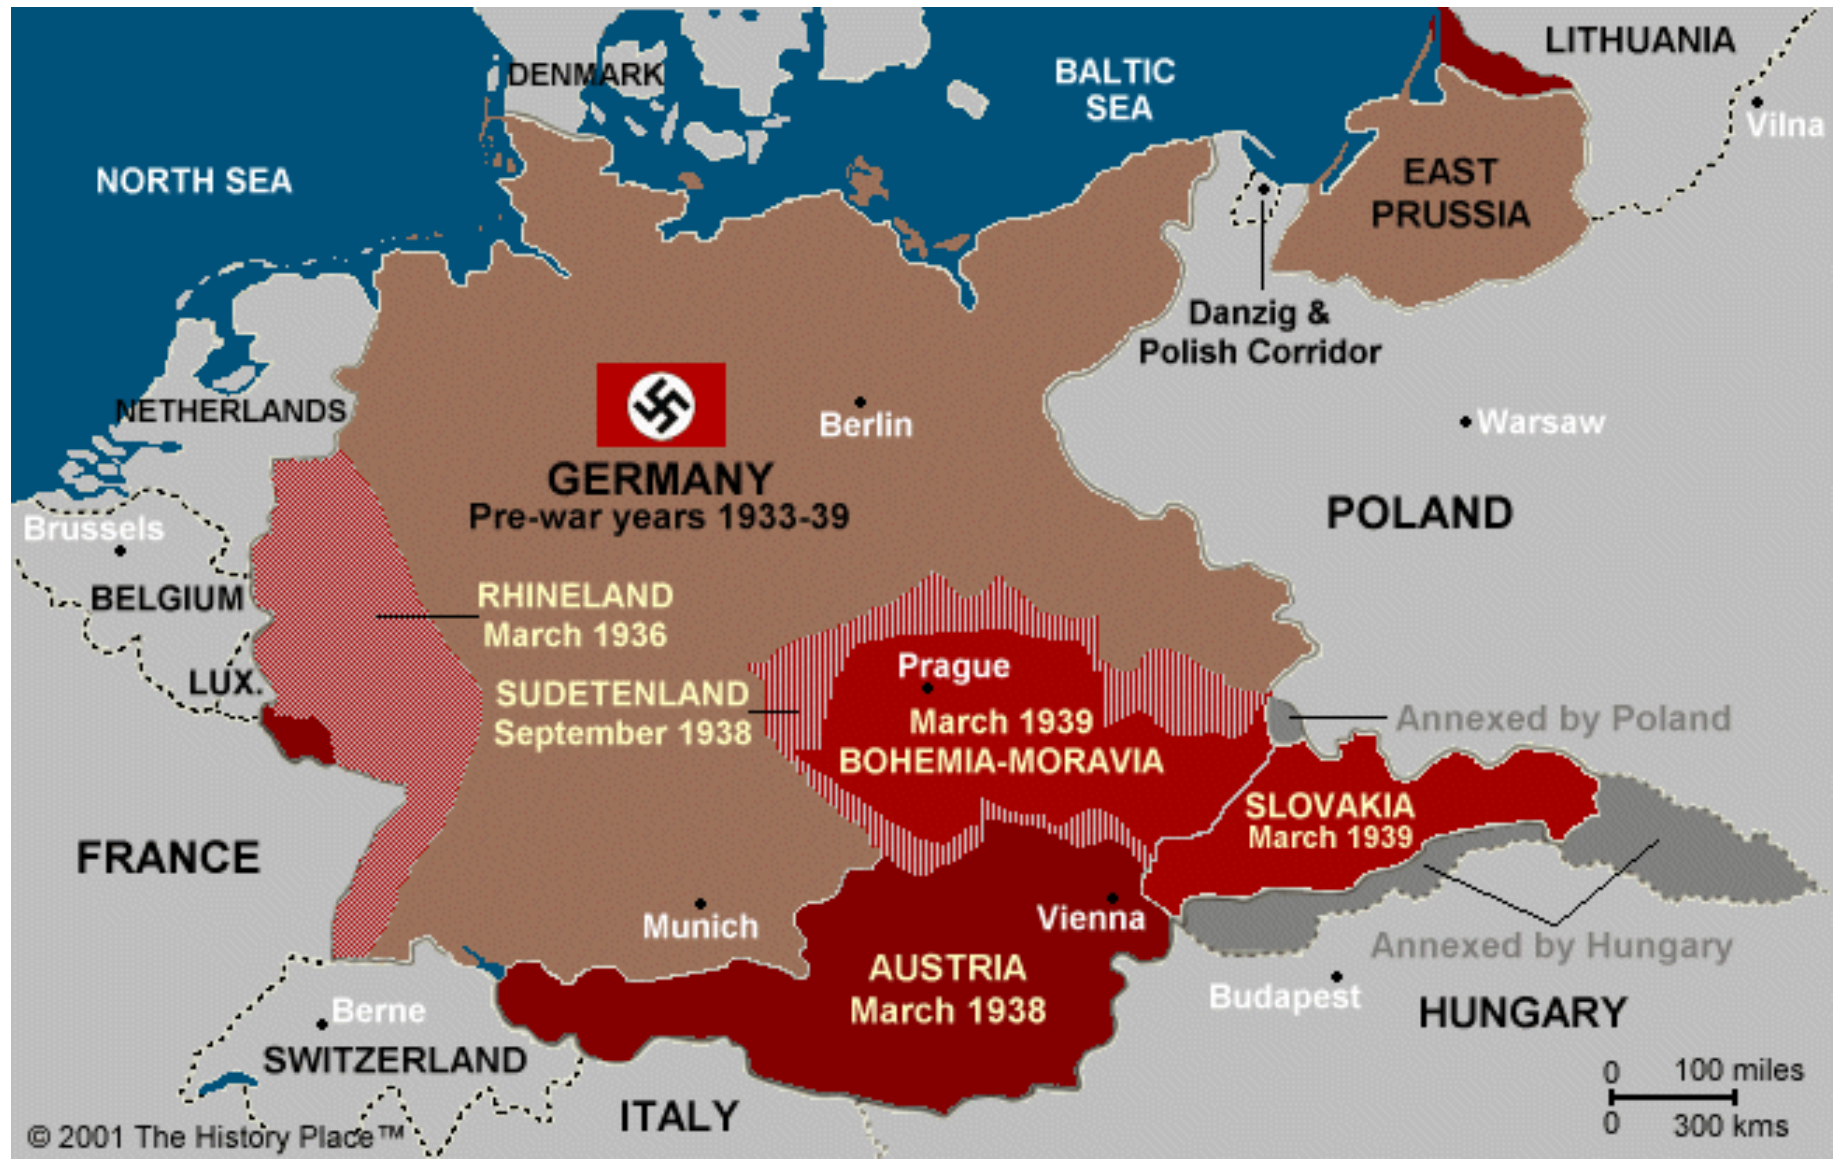 DENMARK
LITHUANIA
BALTIC
SEA
Vilna
NORTH SEA
EAST
PRUSSIA
Danzig &
Polish Corridor
NETHERLANDS
Berlin
Warsaw
GERMANY
Pre-war years 1933-39
POLAND
Brussels
BELGIUM
RHINELAND
March 1936
LUX.
SUDETENLAND
September 1938
Prague
March 1939
BOHEMIA-MORAVIA
Annexed by Poland
SLOVAKIA
March 1939
FRANCE
Munich
Vienna
Annexed by Hungary
AUSTRIA
March 1938
Budapest
HUNGARY
Berne
SWITZERLAND
ITALY
0 100 miles
0 300 kms
© 2001 The History Place™